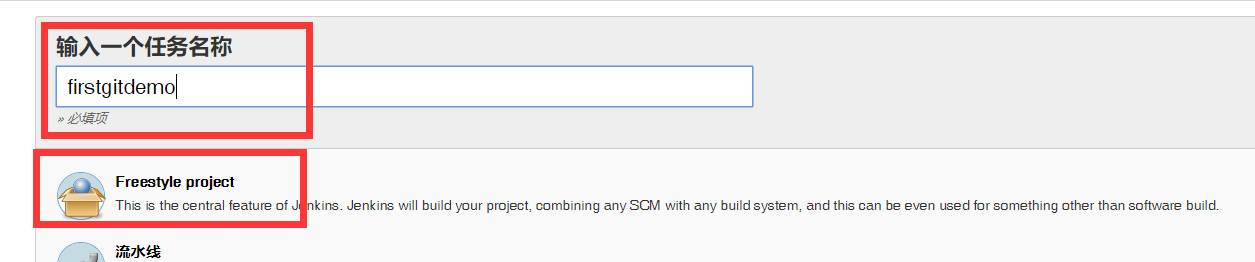 输入一个任务名称
firstgitdemo
» 必填项
Freestyle project
This is the central feature of Jenkins. Jenkins will build your project, combining any SCM with any build system, and this can be even used for something other than software build.
流水线